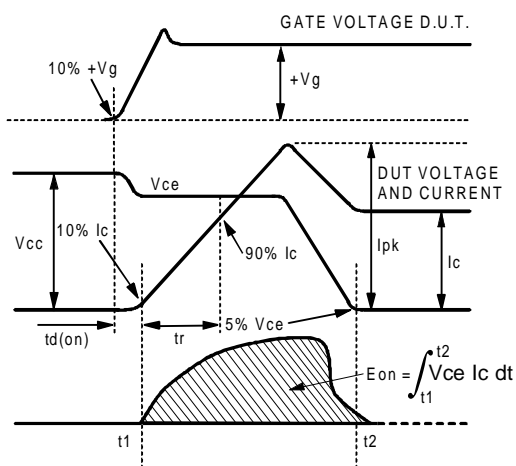 GATE VOLTAGE D.U.T.
10% +Vg
+Vg
Vce
DUT VOLTAGE
AND CURRENT
Vcc
10% Ic
90% Ic
Ipk
Ic
td(on)
tr
5% Vce
Eon = ∫ Vce Ic dt
t2
t1
t1
t2